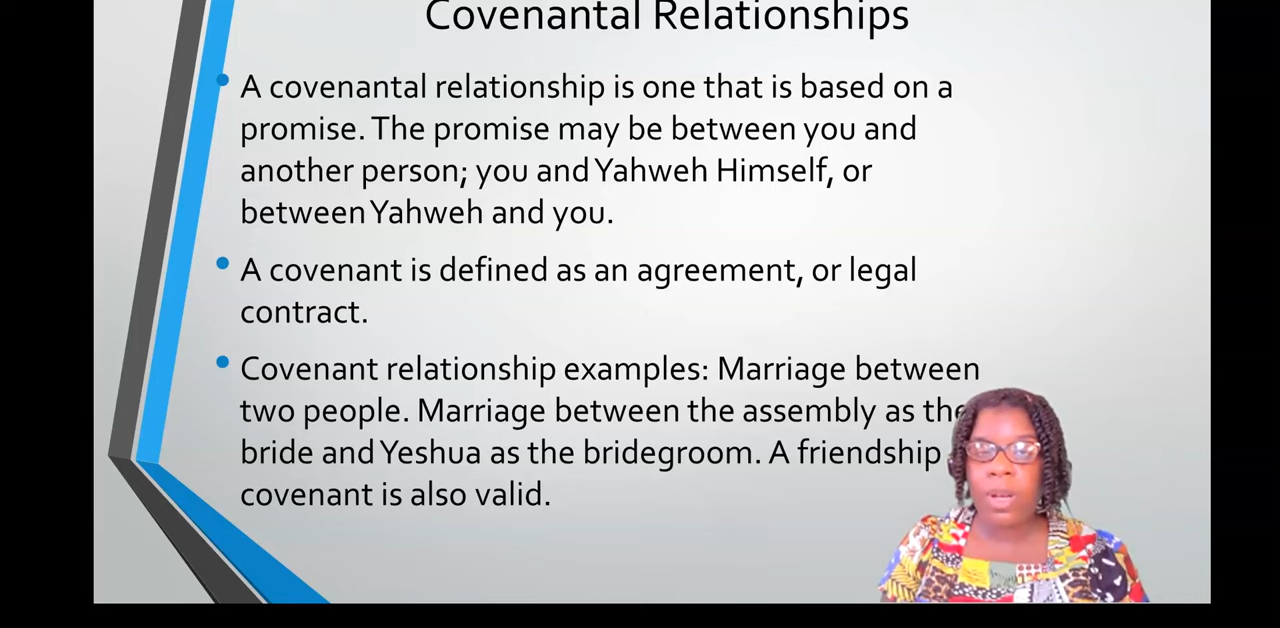 Covenantal Relationships
A covenantal relationship is one that is based on a
promise. The promise may be between you and
another person; you and Yahweh Himself, or
between Yahweh and you.
A covenant is defined as an agreement, or legal
contract.
Covenant relationship examples: Marriage between
two people. Marriage between the assembly as the
bride and Yeshua as the bridegroom. A friendship
covenant is also valid.